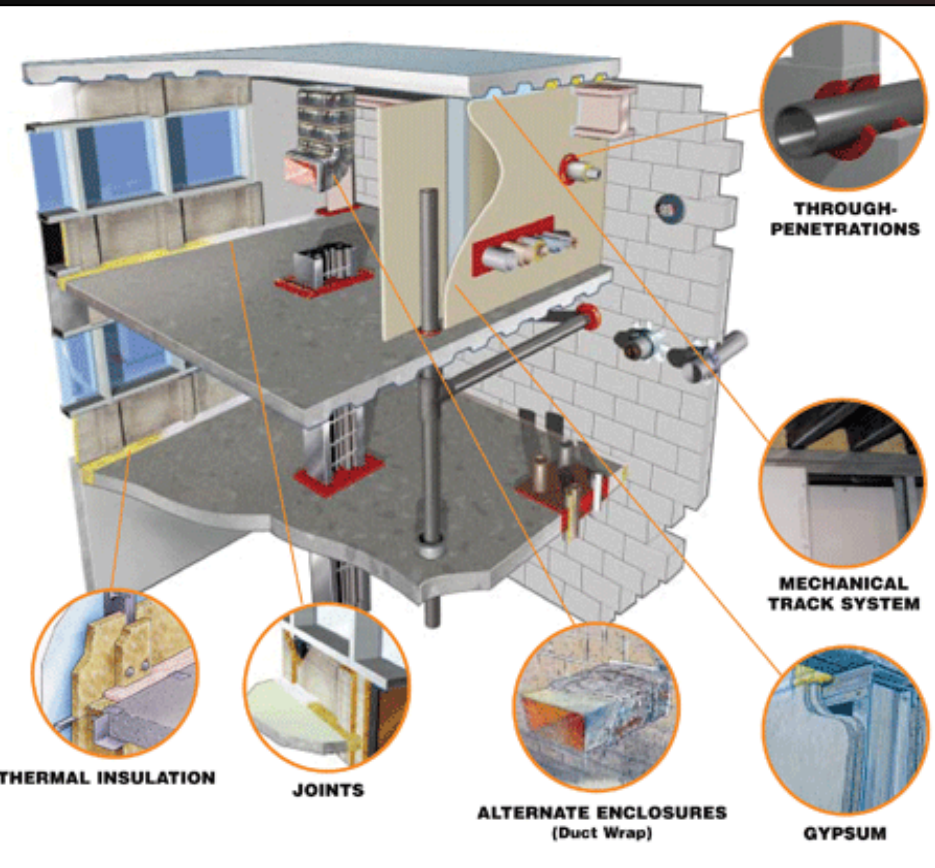 THROUGH-
PENETRATIONS
MECHANICAL
TRACK SYSTEM
THERMAL INSULATION
JOINTS
ALTERNATE ENCLOSURES
(Duct Wrap)
GYPSUM